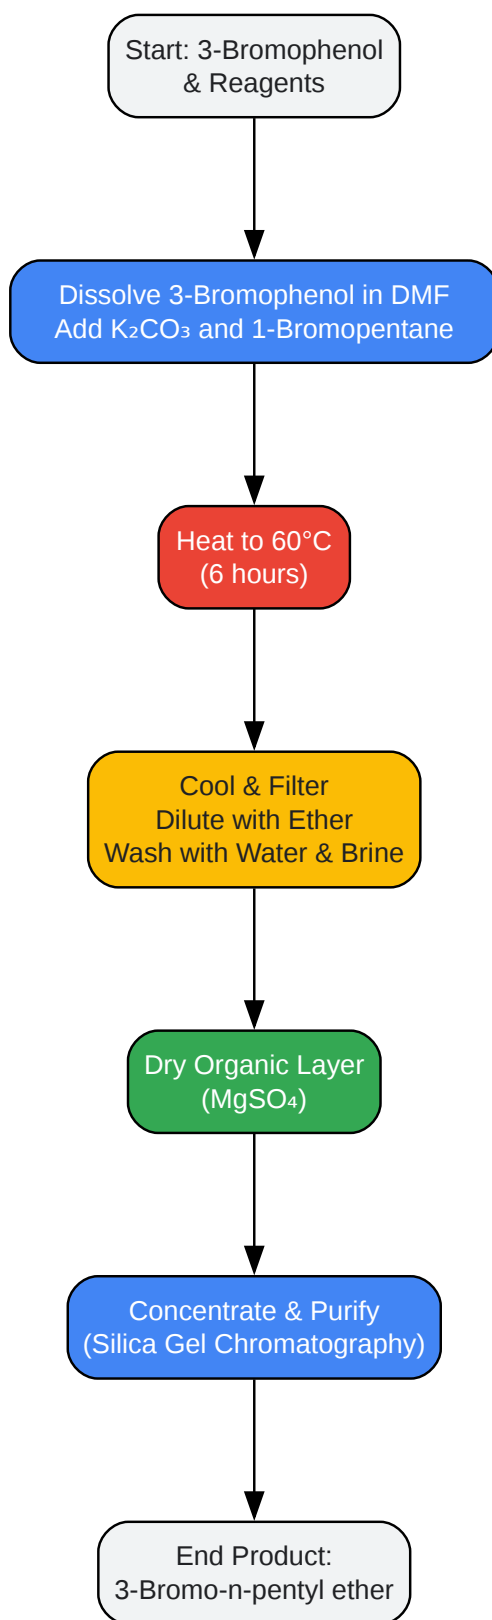 Start: 3-Bromophenol
& Reagents
Dissolve 3-Bromophenol in DMF
Add K₂CO₃ and 1-Bromopentane
Heat to 60°C
(6 hours)
Cool & Filter
Dilute with Ether
Wash with Water & Brine
Dry Organic Layer
(MgSO₄)
Concentrate & Purify
(Silica Gel Chromatography)
End Product:
3-Bromo-n-pentyl ether